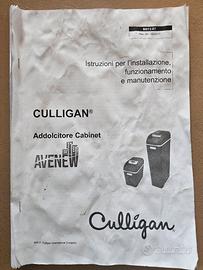 Istruzioni per l'installazione,
funzionamento
e manutenzione
CULLIGAN®
Addolcitore Cabinet
AVENEW
Culligan